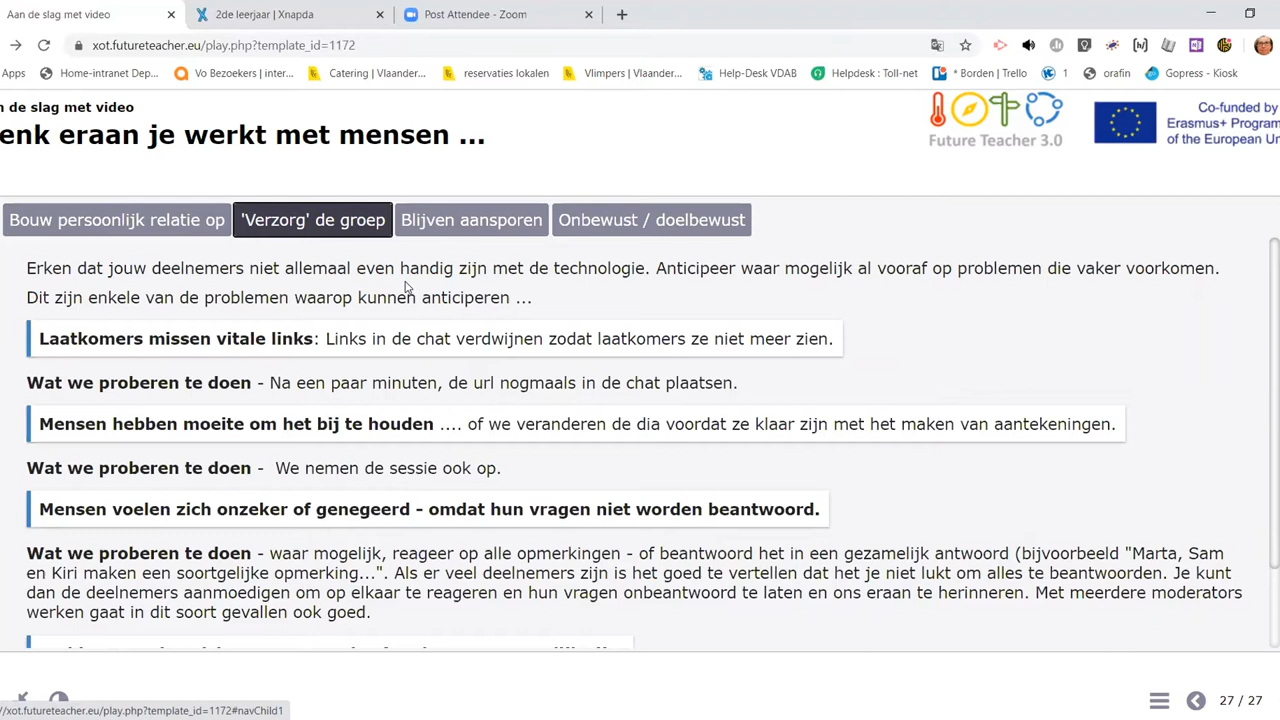 Aan de slag met video
2de leerjaar | Xnapda
Post Attendee - Zoom
xot.futureteacher.eu/play.php?template_id=1172
Apps
Home-intranet Dep...
Vo Bezoekers | inter...
Catering | Vlaander...
reservaties lokalen
Vlimpers | Vlaander...
Help-Desk VDAB
Helpdesk : Toll-net
* Borden | Trello
1
orafin
Gopress - Kiosk
n de slag met video
enk eraan je werkt met mensen ...
Future Teacher 3.0
Co-funded by
Erasmus+ Program
of the European Un
Bouw persoonlijk relatie op
'Verzorg' de groep
Blijven aansporen
Onbewust / doelbewust
Erken dat jouw deelnemers niet allemaal even handig zijn met de technologie. Anticipeer waar mogelijk al vooraf op problemen die vaker voorkomen.
Dit zijn enkele van de problemen waarop kunnen anticiperen ...
Laatkomers missen vitale links: Links in de chat verdwijnen zodat laatkomers ze niet meer zien.
Wat we proberen te doen - Na een paar minuten, de url nogmaals in de chat plaatsen.
Mensen hebben moeite om het bij te houden .... of we veranderen de dia voordat ze klaar zijn met het maken van aantekeningen.
Wat we proberen te doen - We nemen de sessie ook op.
Mensen voelen zich onzeker of genegeerd - omdat hun vragen niet worden beantwoord.
Wat we proberen te doen - waar mogelijk, reageer op alle opmerkingen - of beantwoord het in een gezamelijk antwoord (bijvoorbeeld "Marta, Sam
en Kiri maken een soortgelijke opmerking...". Als er veel deelnemers zijn is het goed te vertellen dat het je niet lukt om alles te beantwoorden. Je kunt
dan de deelnemers aanmoedigen om op elkaar te reageren en hun vragen onbeantwoord te laten en ons eraan te herinneren. Met meerdere moderators
werken gaat in dit soort gevallen ook goed.
27 / 27
//xot.futureteacher.eu/play.php?template_id=1172#navChild1